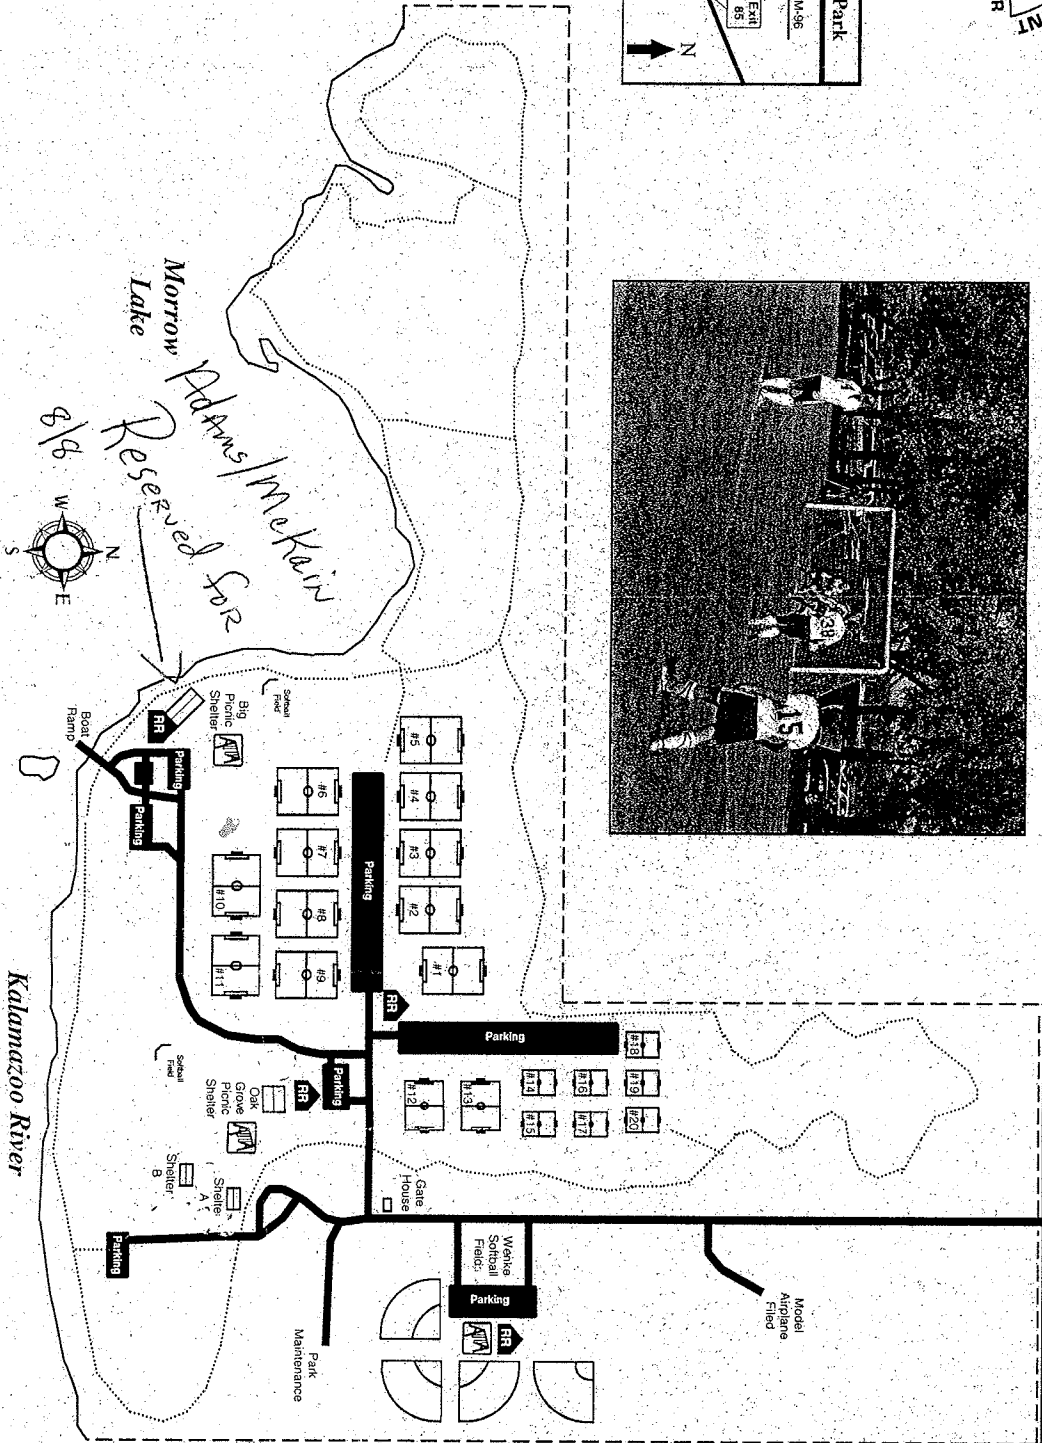 Park
M-96
Exit
85
N
NT
R
38
15
Morrow
Lake
Adams/McKain
Reserved for
8/8
N
W
E
S
Softball
Field
Big
Picnic
Shelter
RR
Boat
Ramp
Parking
Parking
#5
#4
#3
#2
#1
Parking
#6
#7
#8
#9
#10
#11
RR
Parking
#18
#19
#20
#14
#16
#15
#17
#12
#13
Parking
RR
Softball
Field
Oak
Grove
Picnic
Shelter
Shelter
B
Shelte
A
Parking
Gate
House
Wenke
Softball
Fields
Parking
RR
Park
Maintenance
Model
Airplane
Filed
Kalamazoo River